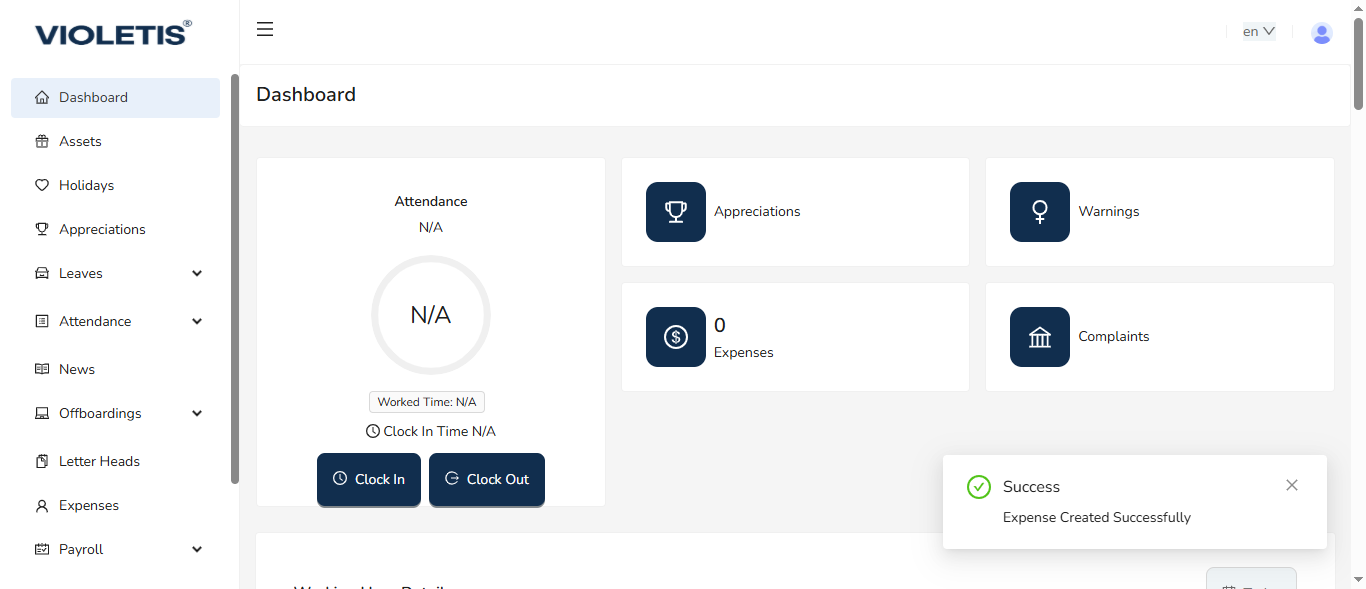 VIOLETIS®
en
Dashboard
Dashboard
Assets
Holidays
Appreciations
Leaves
Attendance
News
Offboardings
Letter Heads
Expenses
Payroll
Attendance
N/A
N/A
Worked Time: N/A
Clock In Time N/A
Clock In
Clock Out
Appreciations
Warnings
0
Expenses
Complaints
Success
Expense Created Successfully